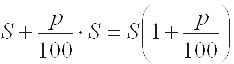 S + p/100 · S = S(1 + p/100)